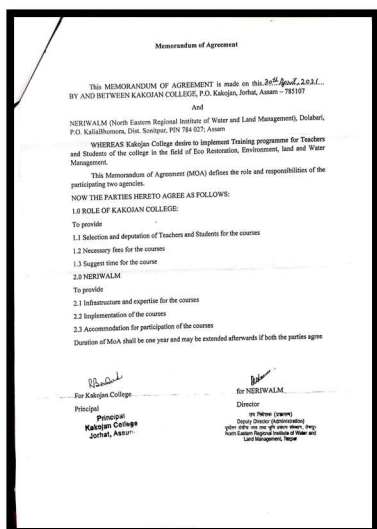 Memorandum of Agreement
This MEMORANDUM OF AGREEMENT is made on this 20th April, 2021
BY AND BETWEEN KAKOJAN COLLEGE, P.O. Kakojan, Jorhat, Assam – 785107
And
NERIWALM (North Eastern Regional Institute of Water and Land Management), Dolabari,
P.O. KaliaBhomora, Dist. Sonitpur, PIN 784 027; Assam
WHEREAS Kakojan College desire to implement Training programme for Teachers
and Students of the college in the field of Eco Restoration, Environment, land and Water
Management.
This Memorandum of Agreement (MOA) defines the role and responsibilities of the
participating two agencies.
NOW THE PARTIES HERETO AGREE AS FOLLOWS:
1.0 ROLE OF KAKOJAN COLLEGE:
To provide
1.1 Selection and deputation of Teachers and Students for the courses
1.2 Necessary fees for the courses
1.3 Suggest time for the course
2.0 NERIWALM
To provide
2.1 Infrastructure and expertise for the courses
2.2 Implementation of the courses
2.3 Accommodation for participation of the courses
Duration of MoA shall be one year and may be extended afterwards if both the parties agree
For Kakojan College
Principal
Principal
Kakojan College
Jorhat, Assam
for NERIWALM
Director
उप निदेशक (प्रशासन)
Deputy Director (Administration)
North Eastern Regional Institute of Water and
Land Management, Tezpur